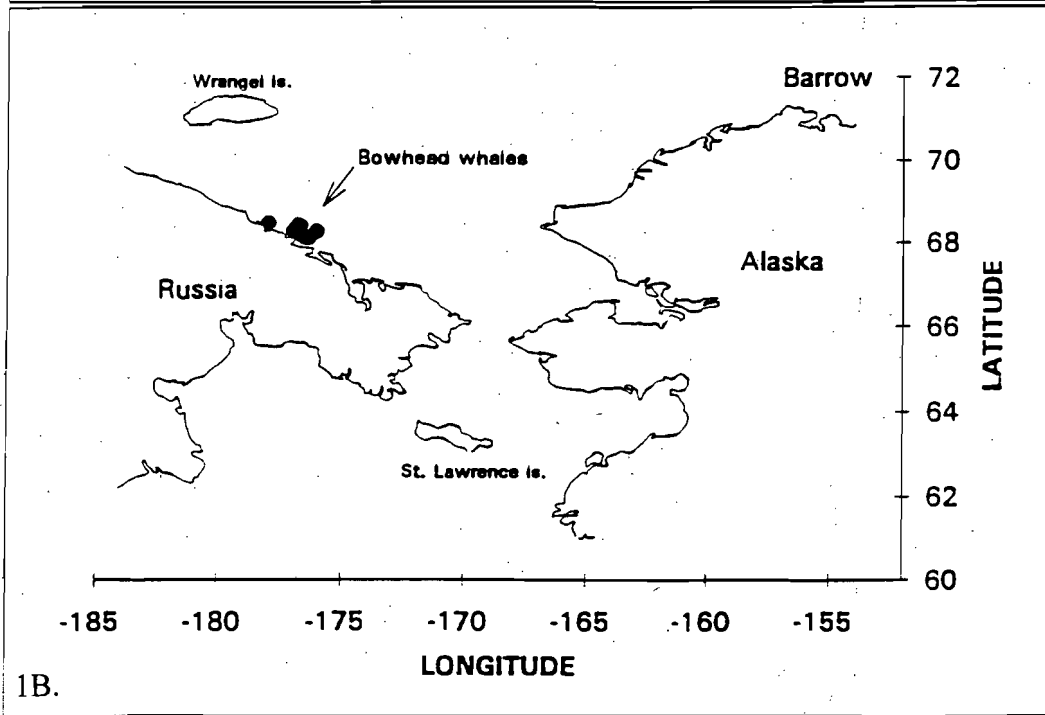 Wrangel Is.
Barrow
72
Bowhead whales
70
68
Russia
Alaska
66
LATITUDE
64
St. Lawrence Is.
62
60
-185 -180 -175 -170 -165 -160 -155
LONGITUDE
1B.